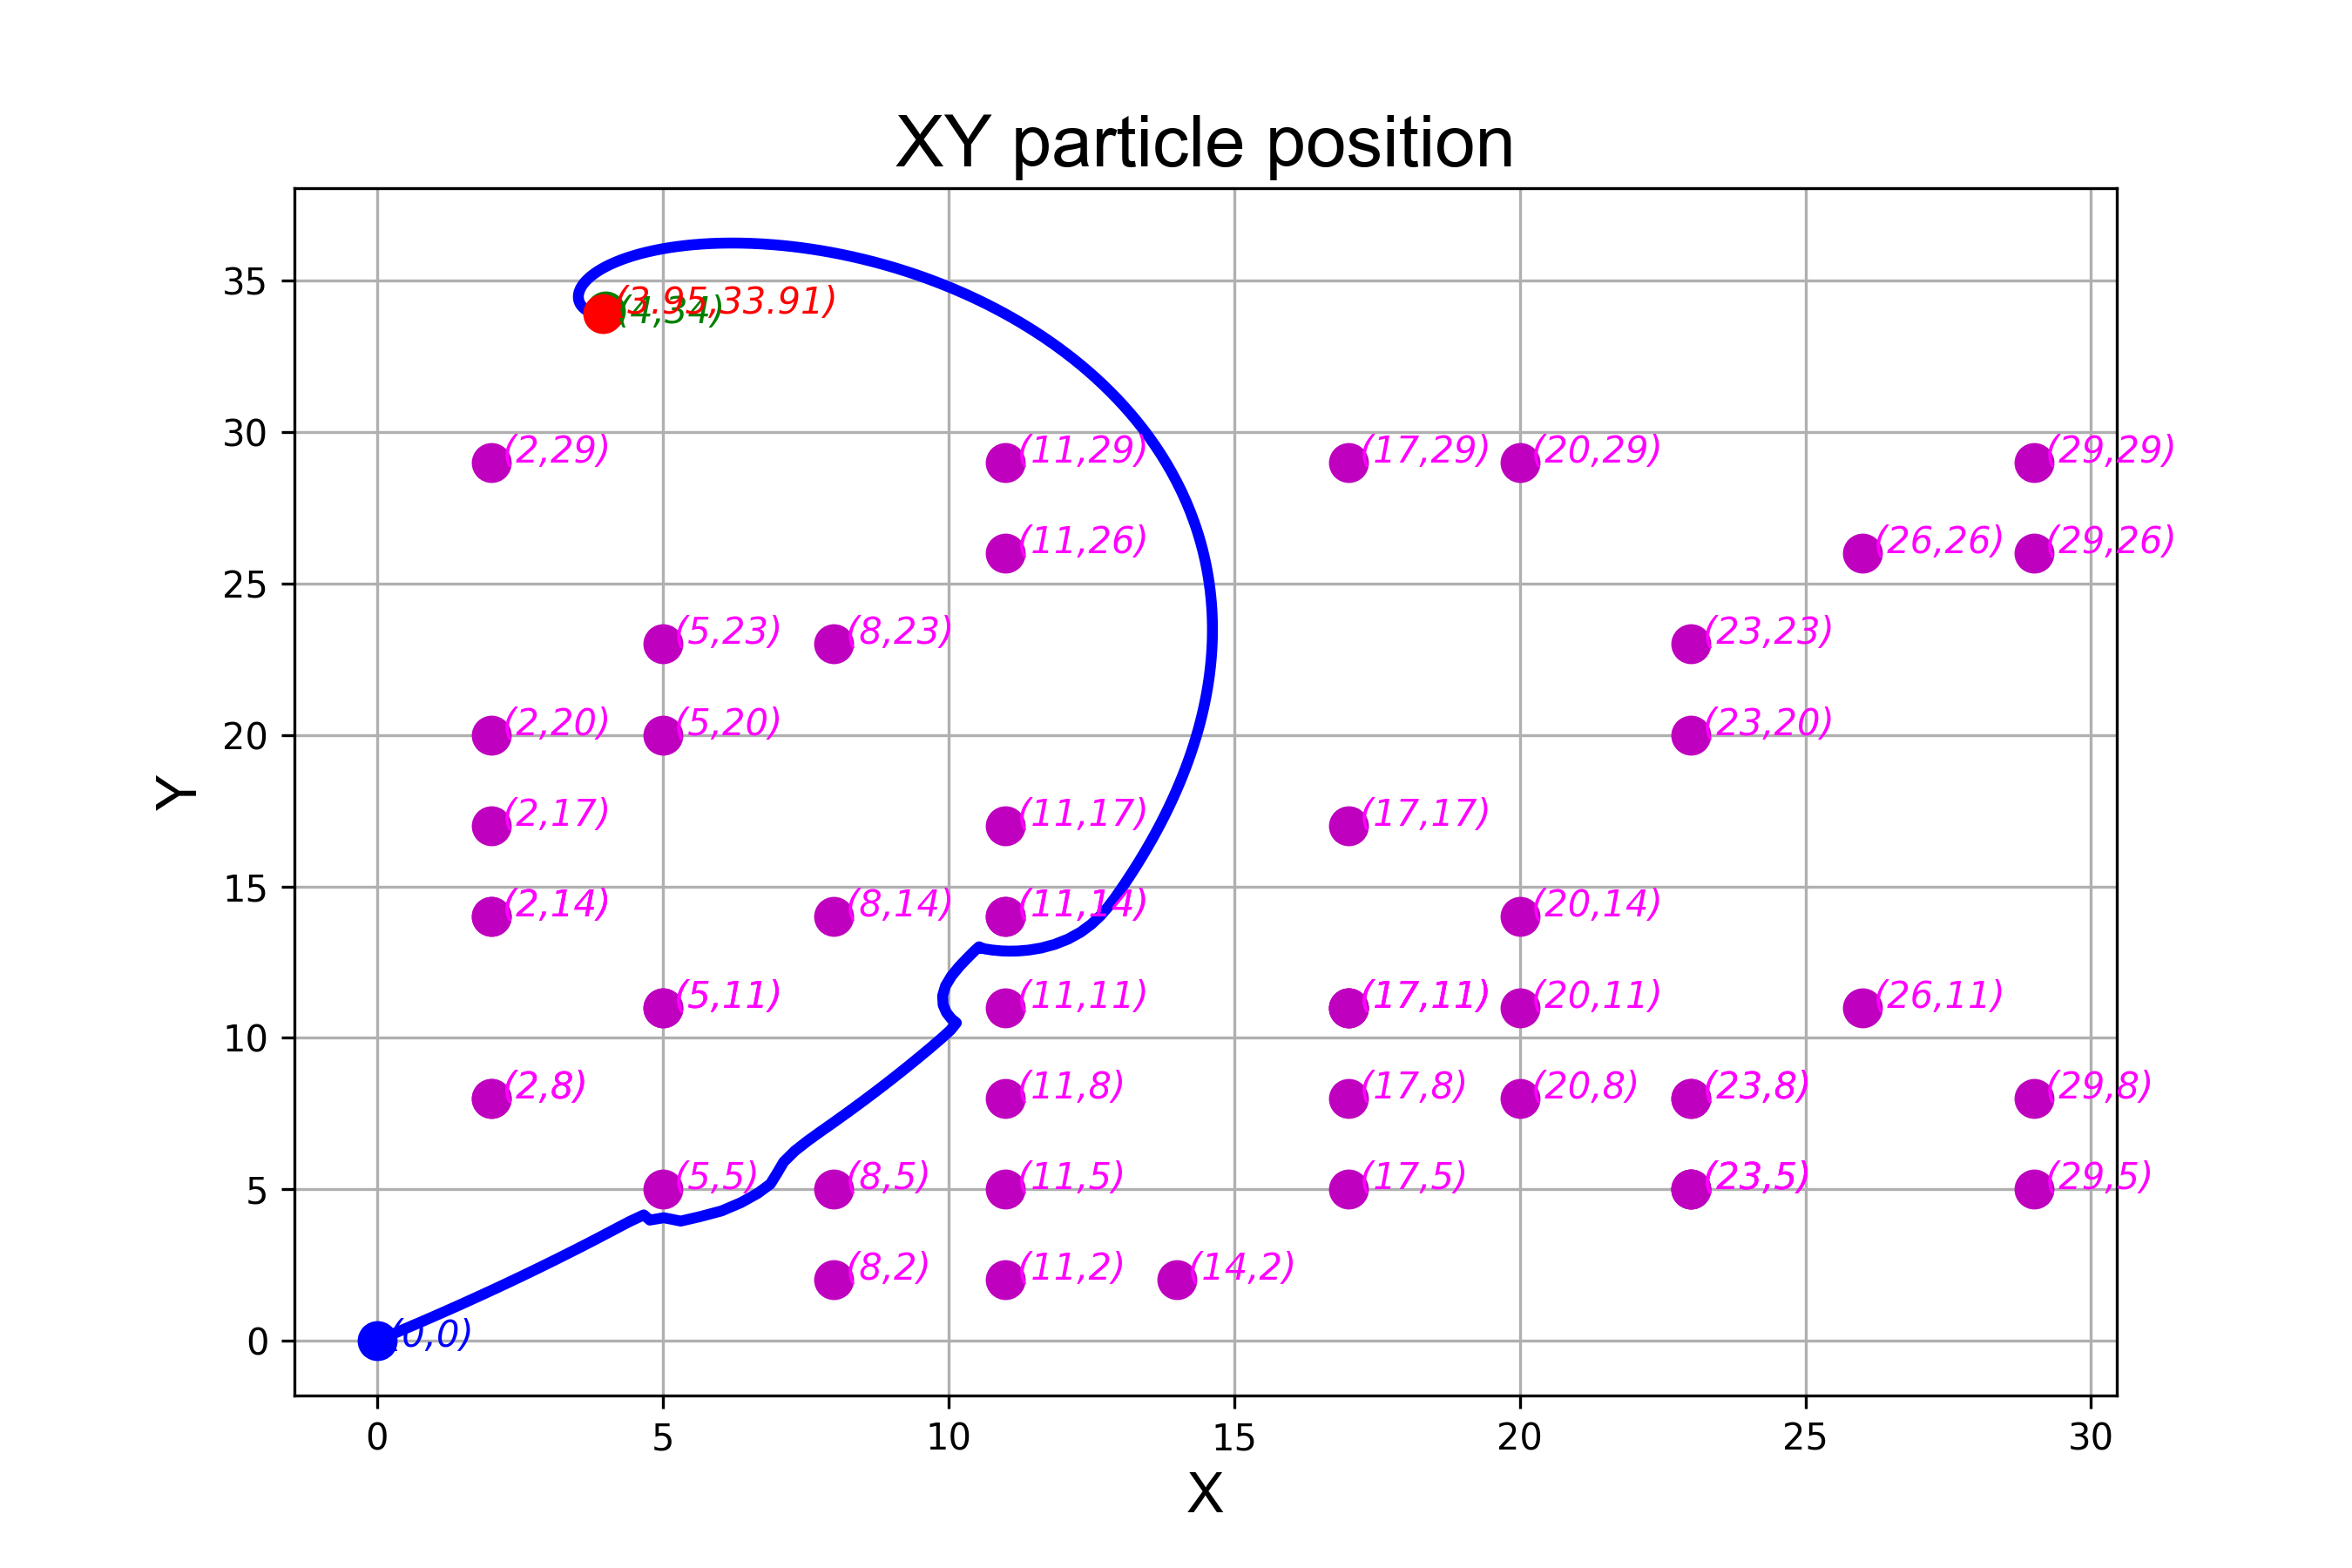 XY particle position
35
(3.95,33.91)
(4,34)
30
(2,29) (11,29) (17,29) (20,29) (29,29)
(11,26) (26,26) (29,26)
25
(5,23) (8,23) (23,23)
20
(2,20) (5,20) (23,20)
(2,17) (11,17) (17,17)
15
(2,14) (8,14) (11,14) (20,14)
(5,11) (11,11) (17,11) (20,11) (26,11)
10
(2,8) (11,8) (17,8) (20,8) (23,8) (29,8)
5
(5,5) (8,5) (11,5) (17,5) (23,5) (29,5)
(8,2) (11,2) (14,2)
0
(0,0)
Y
0 5 10 15 20 25 30
X